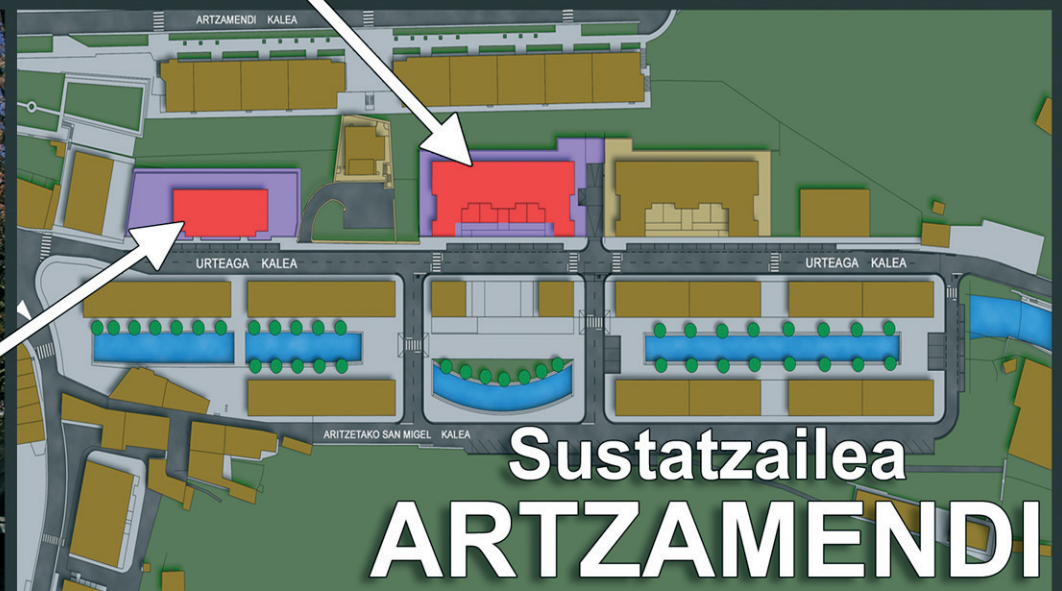 ARTZAMENDI KALEA
URTEAGA KALEA
URTEAGA KALEA
ARITZETAKO SAN MIGEL KALEA
Sustatzailea
ARTZAMENDI